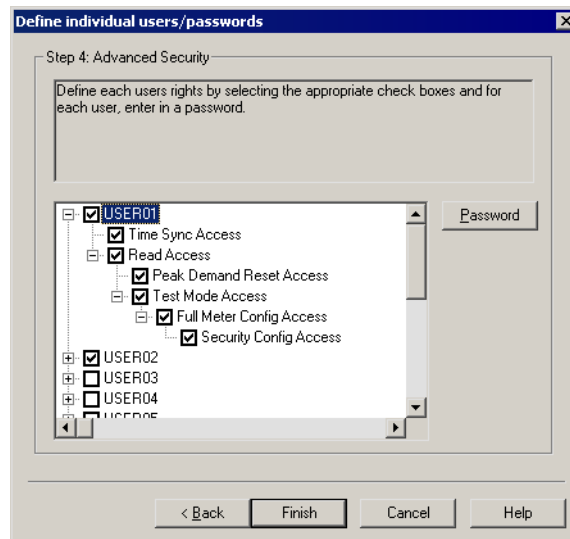 Define individual users/passwords
Step 4: Advanced Security
Define each users rights by selecting the appropriate check boxes and for
each user, enter in a password.
USER01
Password
Time Sync Access
Read Access
Peak Demand Reset Access
Test Mode Access
Full Meter Config Access
Security Config Access
USER02
USER03
USER04
USER05
< Back
Finish
Cancel
Help